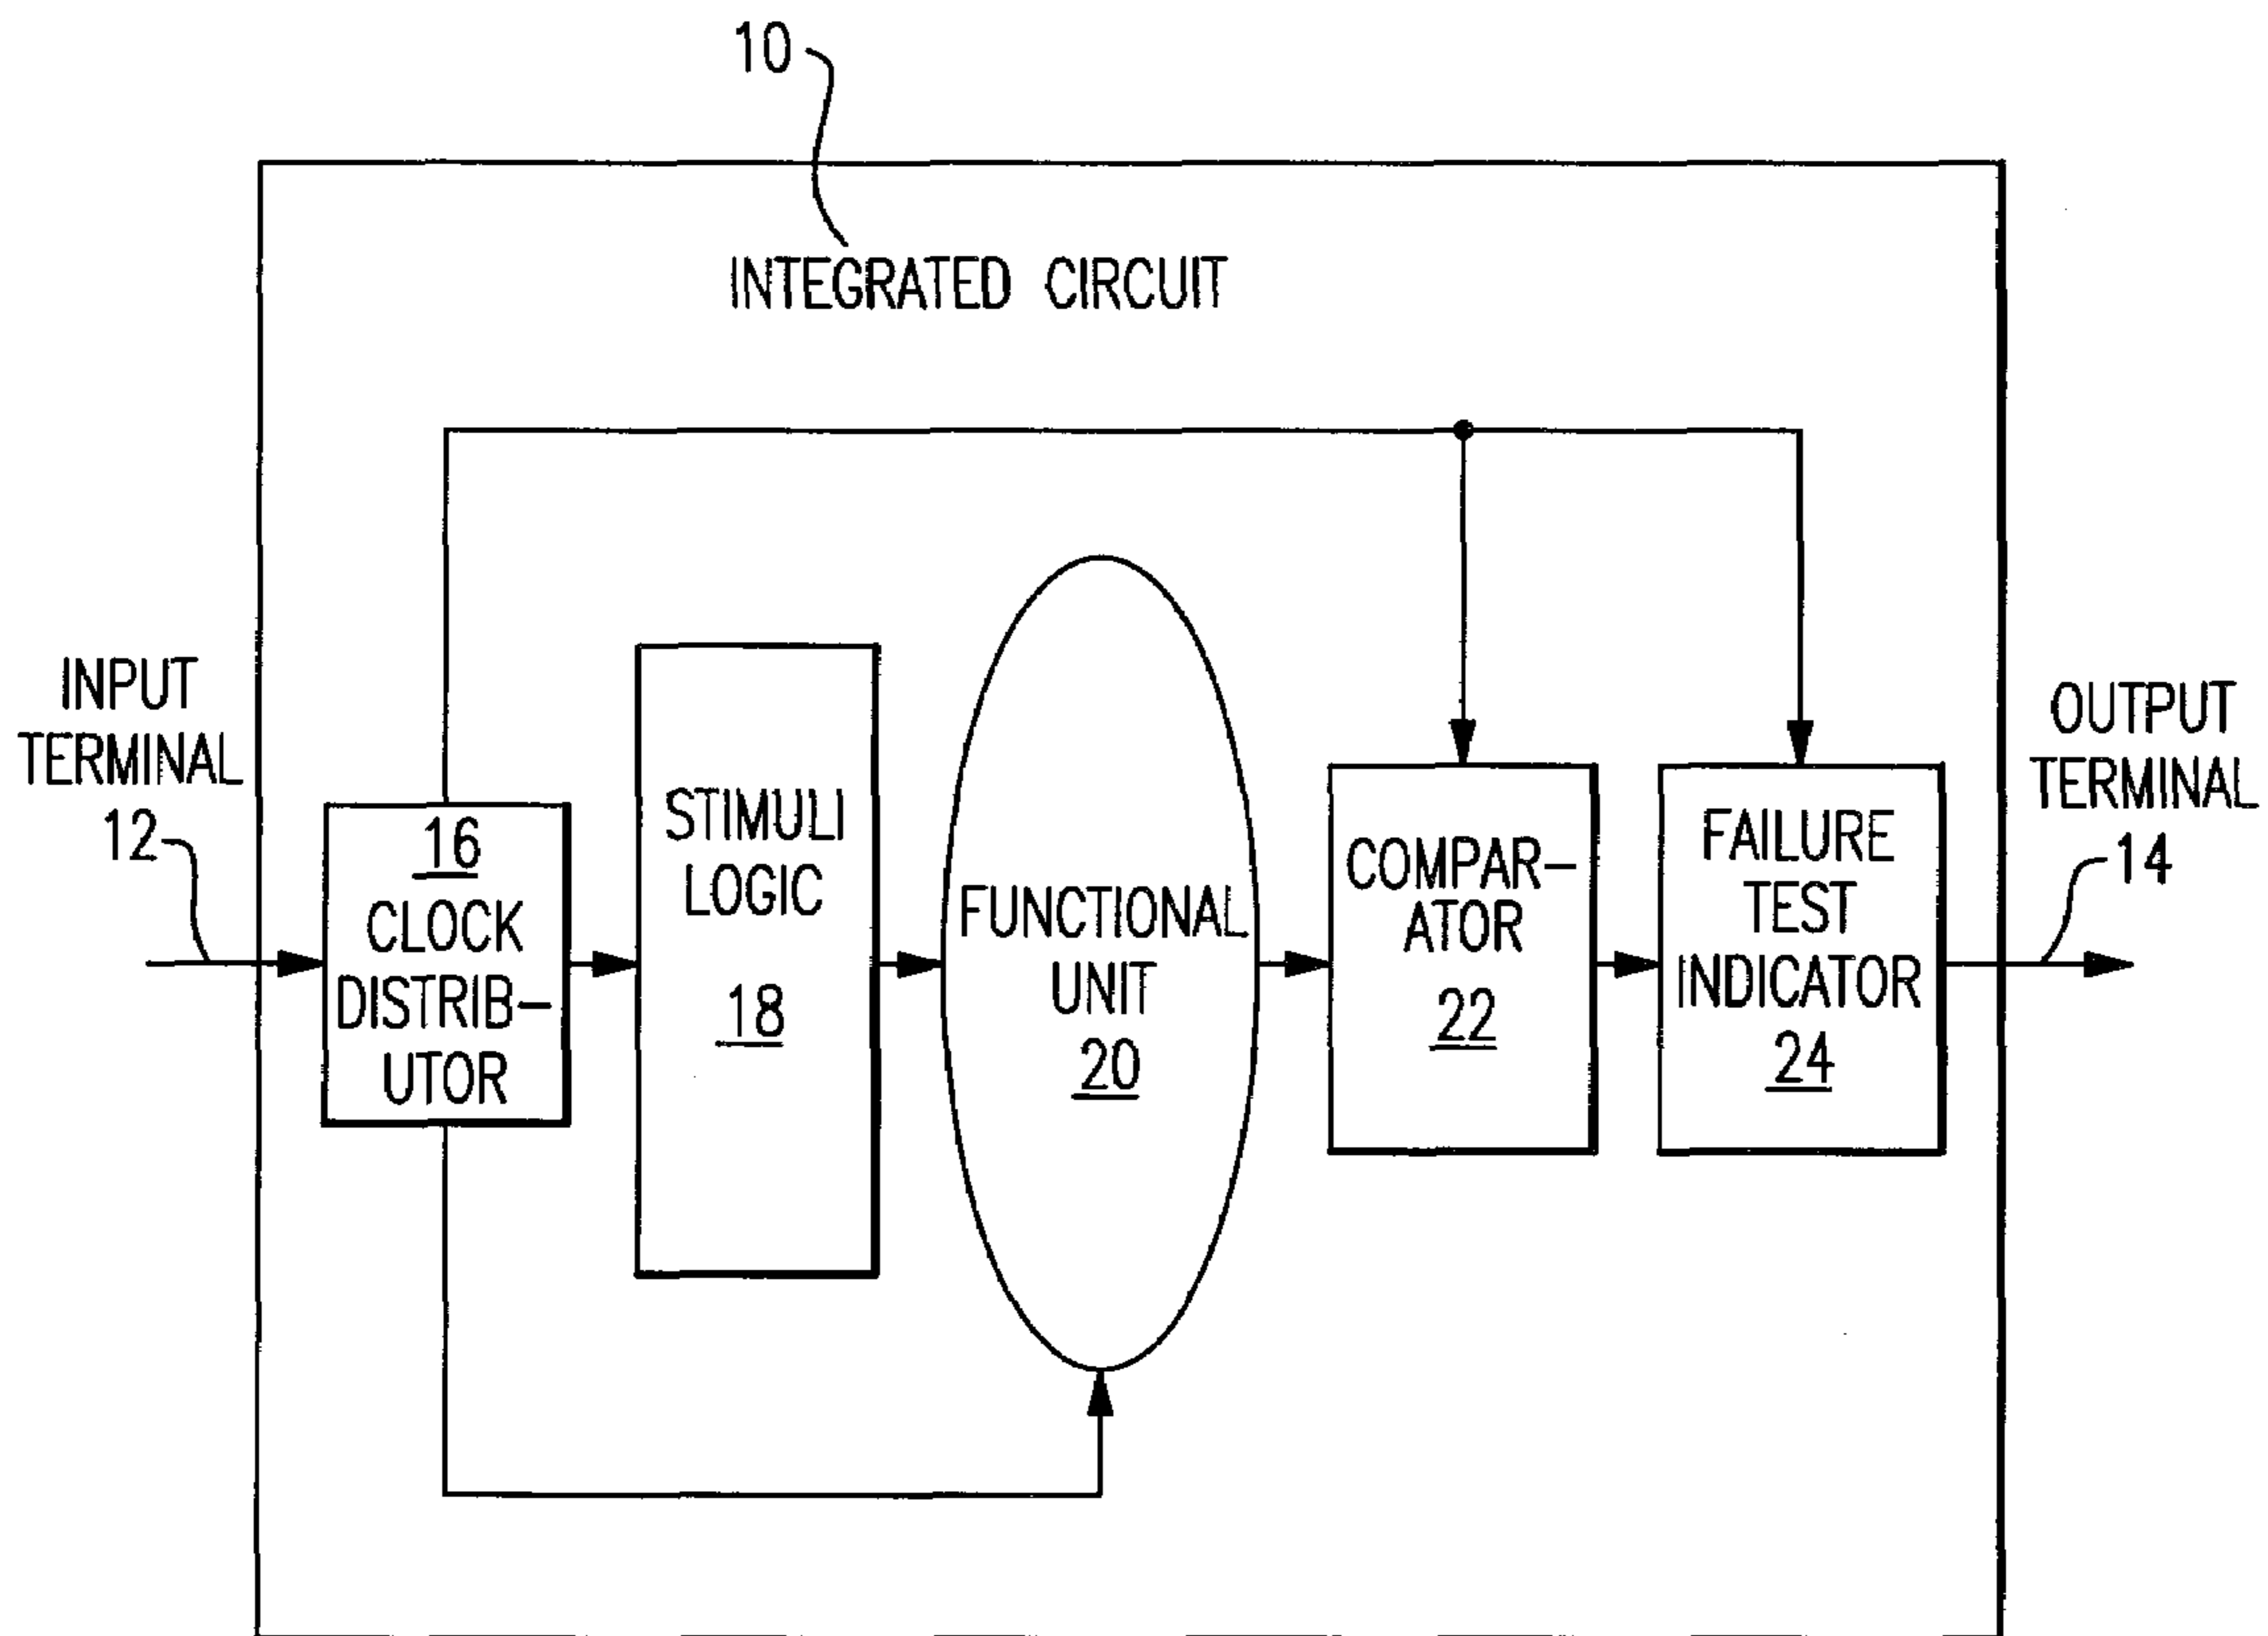 10
INTEGRATED CIRCUIT
INPUT
TERMINAL
12
16
CLOCK
DISTRIB-
UTOR
STIMULI
LOGIC
18
FUNCTIONAL
UNIT
20
COMPAR-
ATOR
22
FAILURE
TEST
INDICATOR
24
OUTPUT
TERMINAL
14